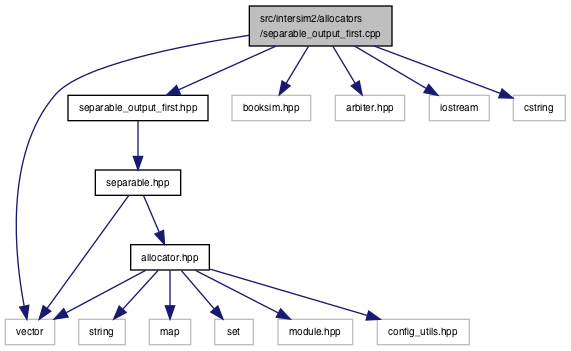 src/intersim2/allocators
/separable_output_first.cpp
separable_output_first.hpp
booksim.hpp
arbiter.hpp
iostream
cstring
separable.hpp
allocator.hpp
vector
string
map
set
module.hpp
config_utils.hpp